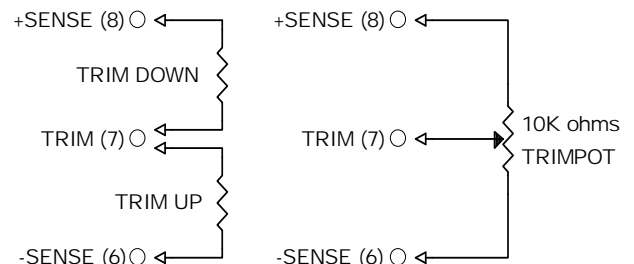 +SENSE (8)
TRIM DOWN
TRIM (7)
TRIM UP
-SENSE (6)
+SENSE (8)
TRIM (7)
10K ohms
TRIMPOT
-SENSE (6)